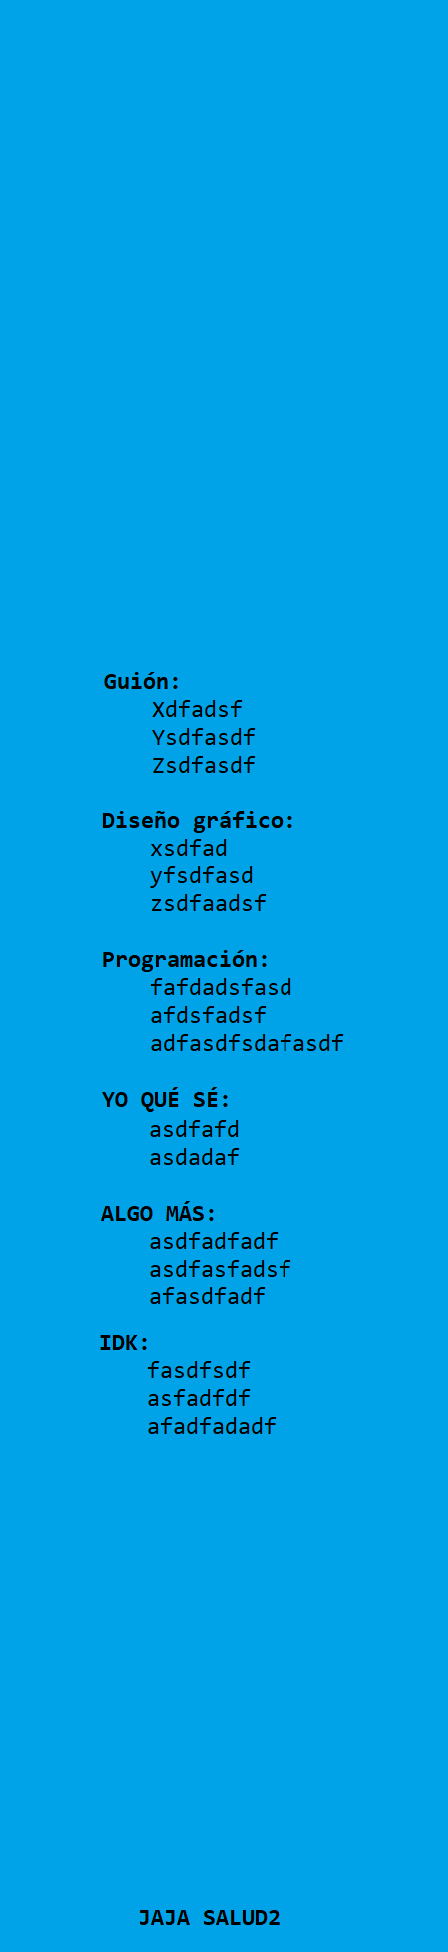 Guión:
Xdfadsf
Ysdfasdf
Zsdfasdf
Diseño gráfico:
xsdfad
yfsdfasd
zsdfaadsf
Programación:
fafdadsfasd
afdsfadsf
adfasdfsdafasdf
YO QUÉ SÉ:
asdfafd
asdadaf
ALGO MÁS:
asdfadfadf
asdfasfadsf
afasdfadf
IDK:
fasdfsdf
asfadfdf
afadfadadf
JAJA SALUD2